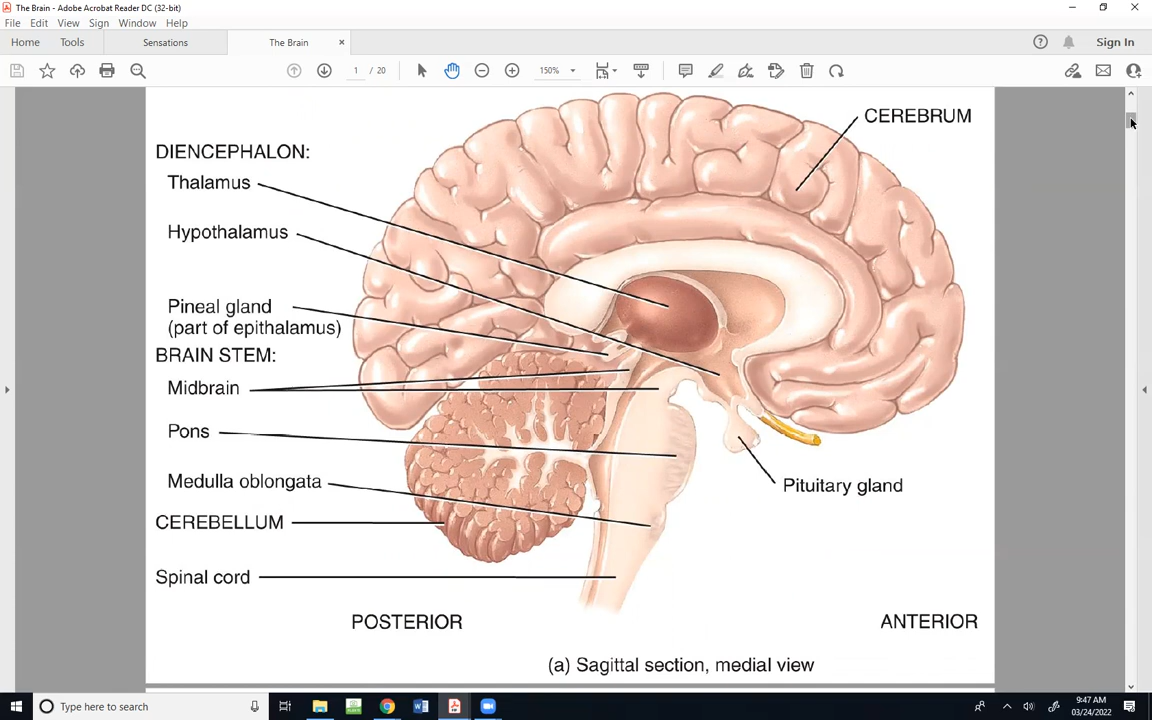 The Brain - Adobe Acrobat Reader DC (32-bit)
File Edit View Sign Window Help
Home Tools Sensations The Brain × Sign In
1 / 20 150%
CEREBRUM
DIENCEPHALON:
Thalamus
Hypothalamus
Pineal gland
(part of epithalamus)
BRAIN STEM:
Midbrain
Pons
Medulla oblongata
Pituitary gland
CEREBELLUM
Spinal cord
POSTERIOR
ANTERIOR
(a) Sagittal section, medial view
Type here to search
9:47 AM
03/24/2022